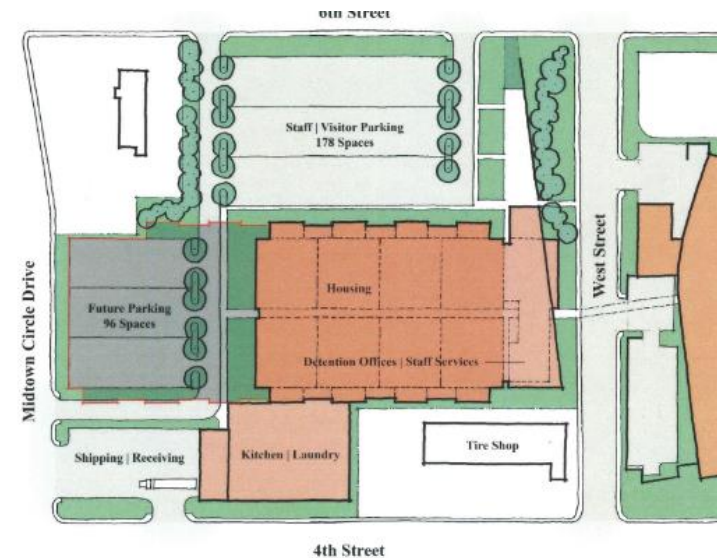 6th Street
Staff | Visitor Parking
178 Spaces
Midtown Circle Drive
West Street
Housing
Future Parking
96 Spaces
Detention Offices | Staff Services
Shipping | Receiving
Kitchen | Laundry
Tire Shop
4th Street